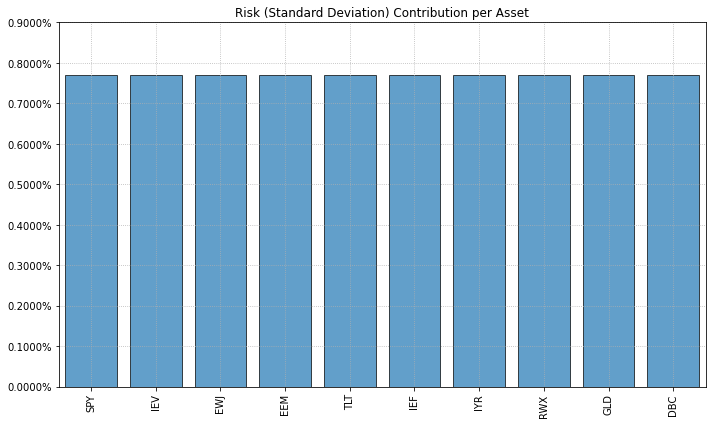 Risk (Standard Deviation) Contribution per Asset
0.9000%
0.8000%
0.7000%
0.6000%
0.5000%
0.4000%
0.3000%
0.2000%
0.1000%
0.0000%
SPY
IEV
EWJ
EEM
TLT
IEF
IYR
RWX
GLD
DBC